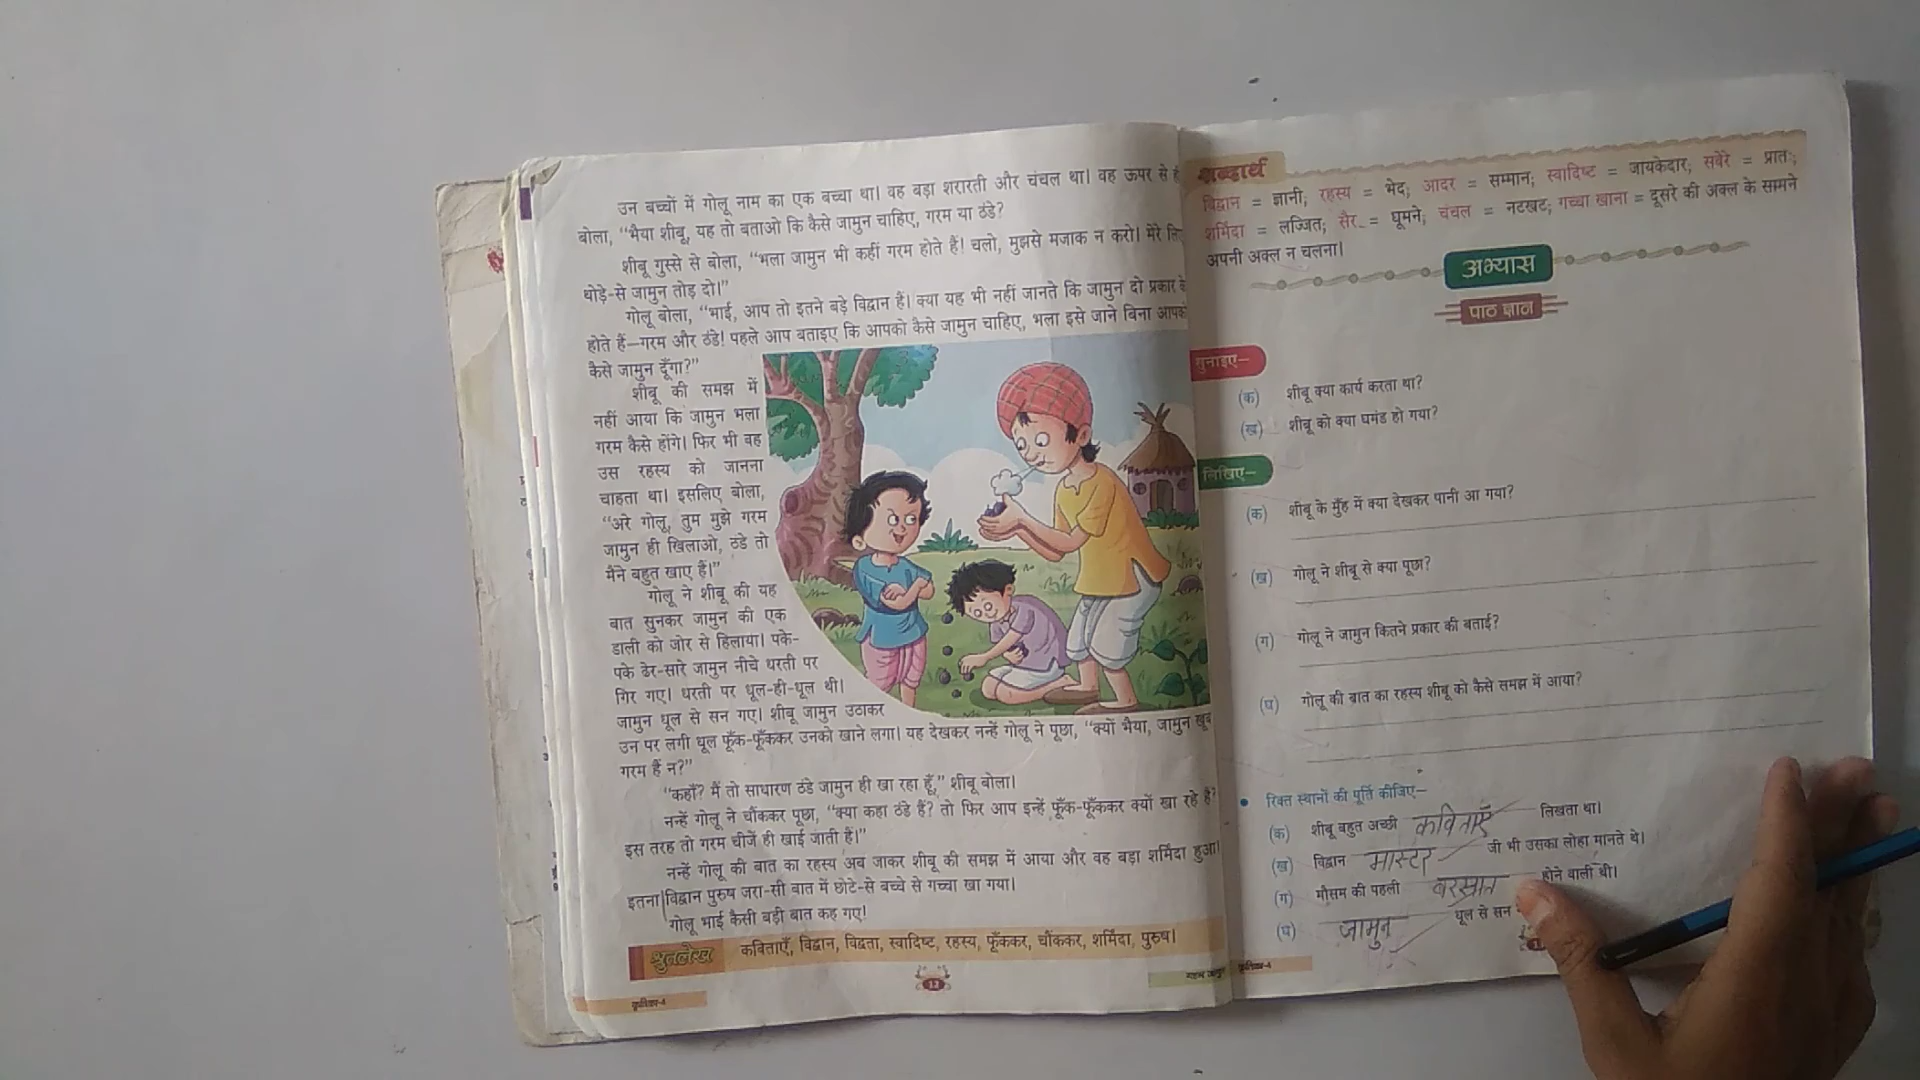 उन बच्चों में गोलू नाम का एक बच्चा था। वह बड़ा शरारती और चंचल था। वह ऊपर से
बोला, “भैया शीबू, यह तो बताओ कि कैसे जामुन चाहिए, गरम या ठंडे?
शीबू गुस्से से बोला, “भला जामुन भी कहीं गरम होते हैं! चलो, मुझसे मजाक न करो। मेरे लिए
थोड़े-से जामुन तोड़ दो।”
गोलू बोला, “भाई, आप तो इतने बड़े विद्वान हैं। क्या यह भी नहीं जानते कि जामुन दो प्रकार के
होते हैं—गरम और ठंडे! पहले आप बताइए कि आपको कैसे जामुन चाहिए, भला इसे जाने बिना आपको
कैसे जामुन दूँगा?”
शीबू की समझ में
नहीं आया कि जामुन भला
गरम कैसे होंगे। फिर भी वह
उस रहस्य को जानना
चाहता था। इसलिए बोला,
“अरे गोलू, तुम मुझे गरम
जामुन ही खिलाओ, ठंडे तो
मैंने बहुत खाए हैं।”
गोलू ने शीबू की यह
बात सुनकर जामुन की एक
डाली को जोर से हिलाया। पके-
पके ढेर-सारे जामुन नीचे धरती पर
गिर गए। धरती पर धूल-ही-धूल थी।
जामुन धूल से सन गए। शीबू जामुन उठाकर
उन पर लगी धूल फूँक-फूँककर उनको खाने लगा। यह देखकर नन्हें गोलू ने पूछा, “क्यों भैया, जामुन खूब
गरम हैं न?”
“कहाँ? मैं तो साधारण ठंडे जामुन ही खा रहा हूँ,” शीबू बोला।
नन्हें गोलू ने चौंककर पूछा, “क्या कहा ठंडे हैं? तो फिर आप इन्हें फूँक-फूँककर क्यों खा रहे हैं?
इस तरह तो गरम चीजें ही खाई जाती हैं।”
नन्हें गोलू की बात का रहस्य अब जाकर शीबू की समझ में आया और वह बड़ा शर्मिंदा हुआ।
इतना विद्वान पुरुष जरा-सी बात में छोटे-से बच्चे से गच्चा खा गया।
गोलू भाई कैसी बड़ी बात कह गए!
श्रुतलेख कविताएँ, विद्वान, विद्वता, स्वादिष्ट, रहस्य, फूँककर, चौंककर, शर्मिंदा, पुरुष।
13
शब्दार्थ
विद्वान = ज्ञानी; रहस्य = भेद; आदर = सम्मान; स्वादिष्ट = जायकेदार; सवेरे = प्रातः;
शर्मिंदा = लज्जित; सैर = घूमने; चंचल = नटखट; गच्चा खाना = दूसरे की अक्ल के सामने
अपनी अक्ल न चलना।
अभ्यास
पाठ ज्ञान
सुनाइए—
(क) शीबू क्या कार्य करता था?
(ख) शीबू को क्या घमंड हो गया?
लिखिए—
(क) शीबू के मुँह में क्या देखकर पानी आ गया?
(ख) गोलू ने शीबू से क्या पूछा?
(ग) गोलू ने जामुन कितने प्रकार की बताई?
(घ) गोलू की बात का रहस्य शीबू को कैसे समझ में आया?
• रिक्त स्थानों की पूर्ति कीजिए—
(क) शीबू बहुत अच्छी कविताएँ लिखता था।
(ख) विद्वान मास्टर जी भी उसका लोहा मानते थे।
(ग) मौसम की पहली बरसात होने वाली थी।
(घ) जामुन धूल से सन